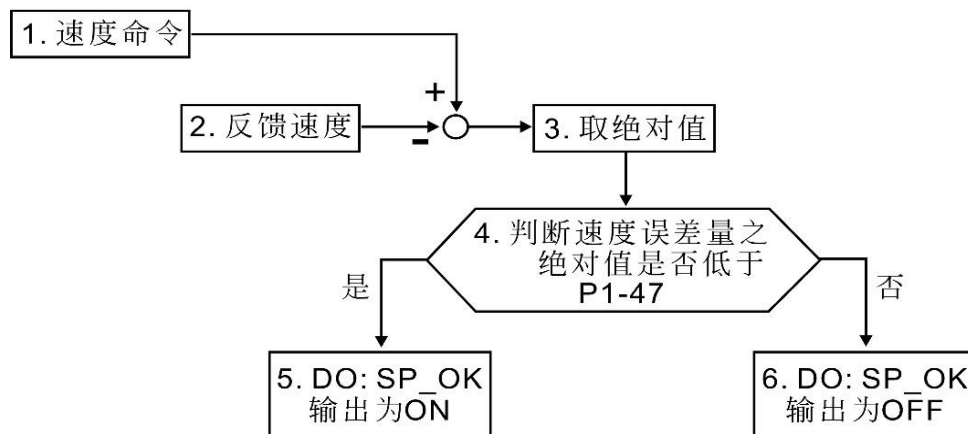 1. 速度命令
+
2. 反馈速度
-
3. 取绝对值
4. 判断速度误差量之
绝对值是否低于
P1-47
是
否
5. DO: SP_OK
输出为ON
6. DO: SP_OK
输出为OFF